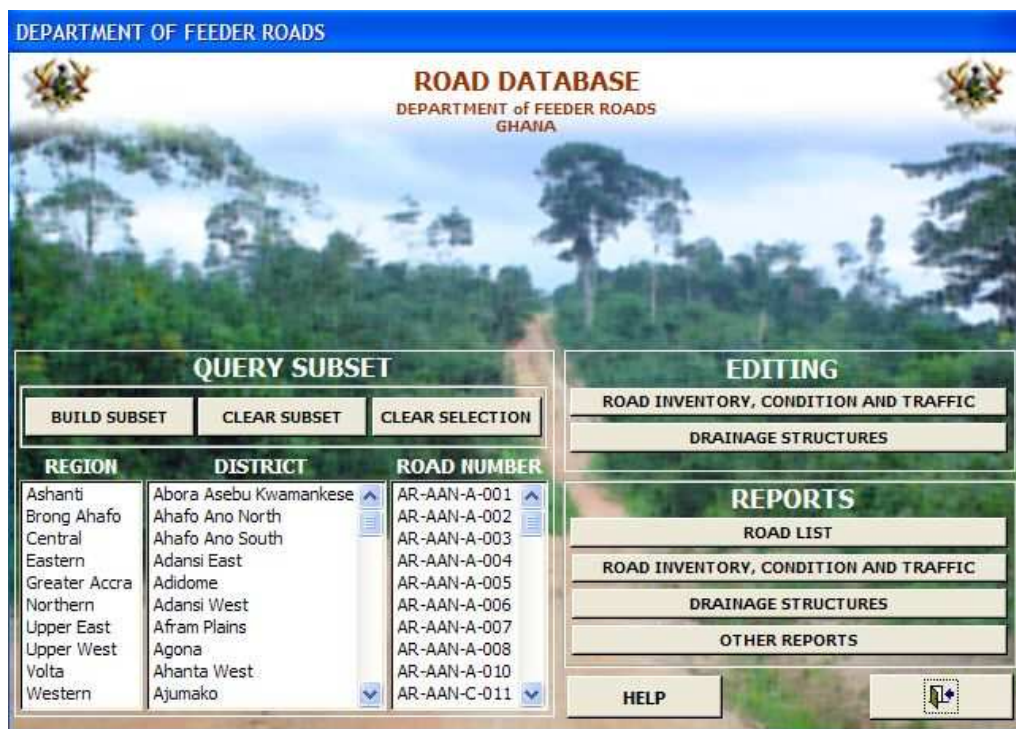 DEPARTMENT OF FEEDER ROADS
ROAD DATABASE
DEPARTMENT of FEEDER ROADS
GHANA
QUERY SUBSET
BUILD SUBSET
CLEAR SUBSET
CLEAR SELECTION
REGION
Ashanti
Brong Ahafo
Central
Eastern
Greater Accra
Northern
Upper East
Upper West
Volta
Western
DISTRICT
Abora Asebu Kwamankese
Ahafo Ano North
Ahafo Ano South
Adansi East
Adidome
Adansi West
Afram Plains
Agona
Ahanta West
Ajumako
ROAD NUMBER
AR-AAN-A-001
AR-AAN-A-002
AR-AAN-A-003
AR-AAN-A-004
AR-AAN-A-005
AR-AAN-A-006
AR-AAN-A-007
AR-AAN-A-008
AR-AAN-A-010
AR-AAN-C-011
EDITING
ROAD INVENTORY, CONDITION AND TRAFFIC
DRAINAGE STRUCTURES
REPORTS
ROAD LIST
ROAD INVENTORY, CONDITION AND TRAFFIC
DRAINAGE STRUCTURES
OTHER REPORTS
HELP